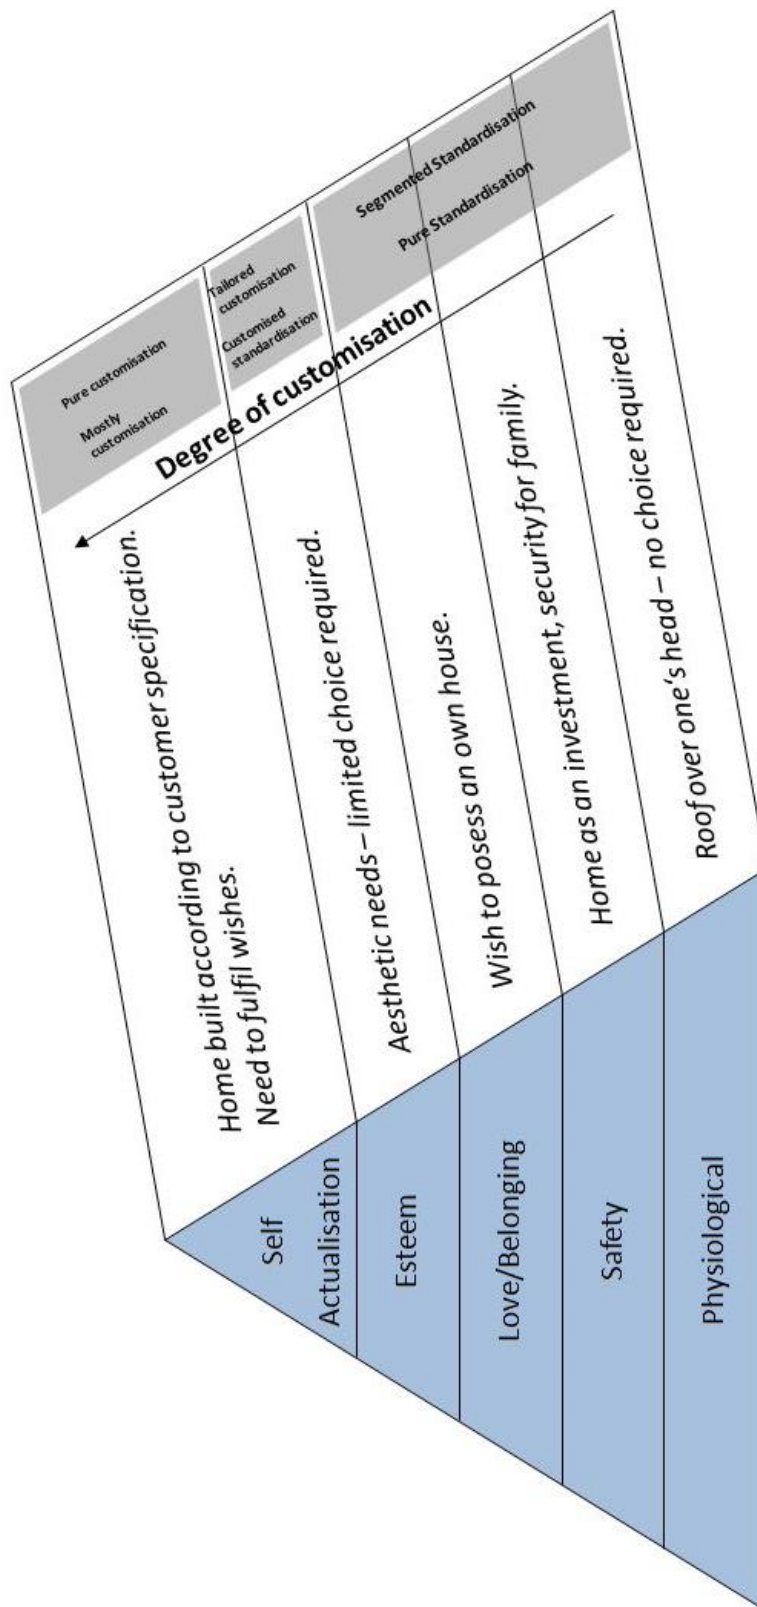 Self
Actualisation
Esteem
Love/Belonging
Safety
Physiological
Home built according to customer specification.
Need to fulfil wishes.
Aesthetic needs – limited choice required.
Wish to posess an own house.
Home as an investment, security for family.
Roof over one‘s head – no choice required.
Degree of customisation
Pure customisation
Mostly
customisation
Tailored
customisation
Customised
standardisation
Segmented Standardisation
Pure Standardisation